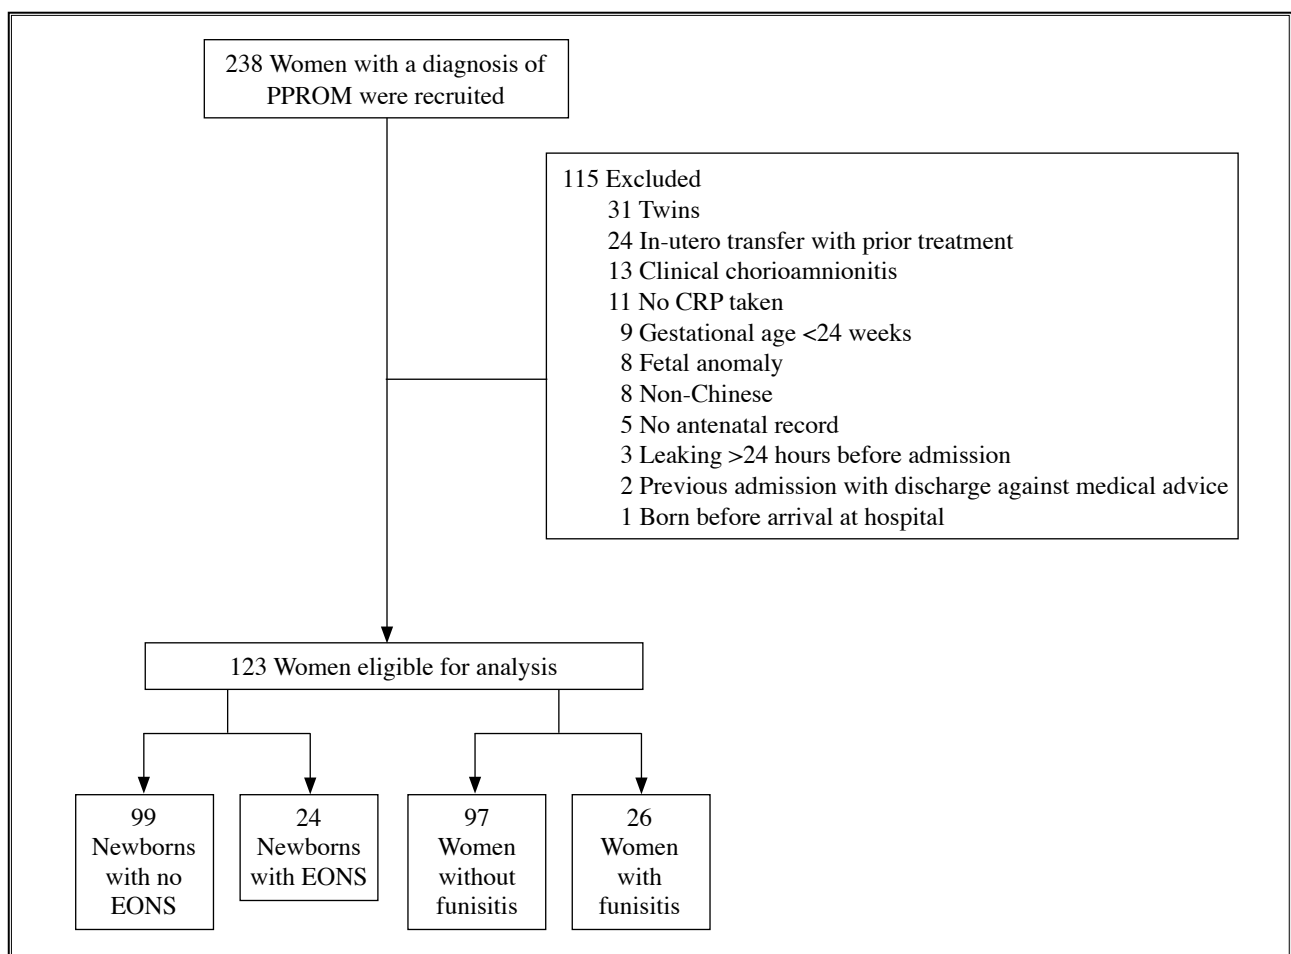 238 Women with a diagnosis of
PPROM were recruited
115 Excluded
31 Twins
24 In-utero transfer with prior treatment
13 Clinical chorioamnionitis
11 No CRP taken
9 Gestational age <24 weeks
8 Fetal anomaly
8 Non-Chinese
5 No antenatal record
3 Leaking >24 hours before admission
2 Previous admission with discharge against medical advice
1 Born before arrival at hospital
123 Women eligible for analysis
99
Newborns
with no
EONS
24
Newborns
with EONS
97
Women
without
funisitis
26
Women
with
funisitis